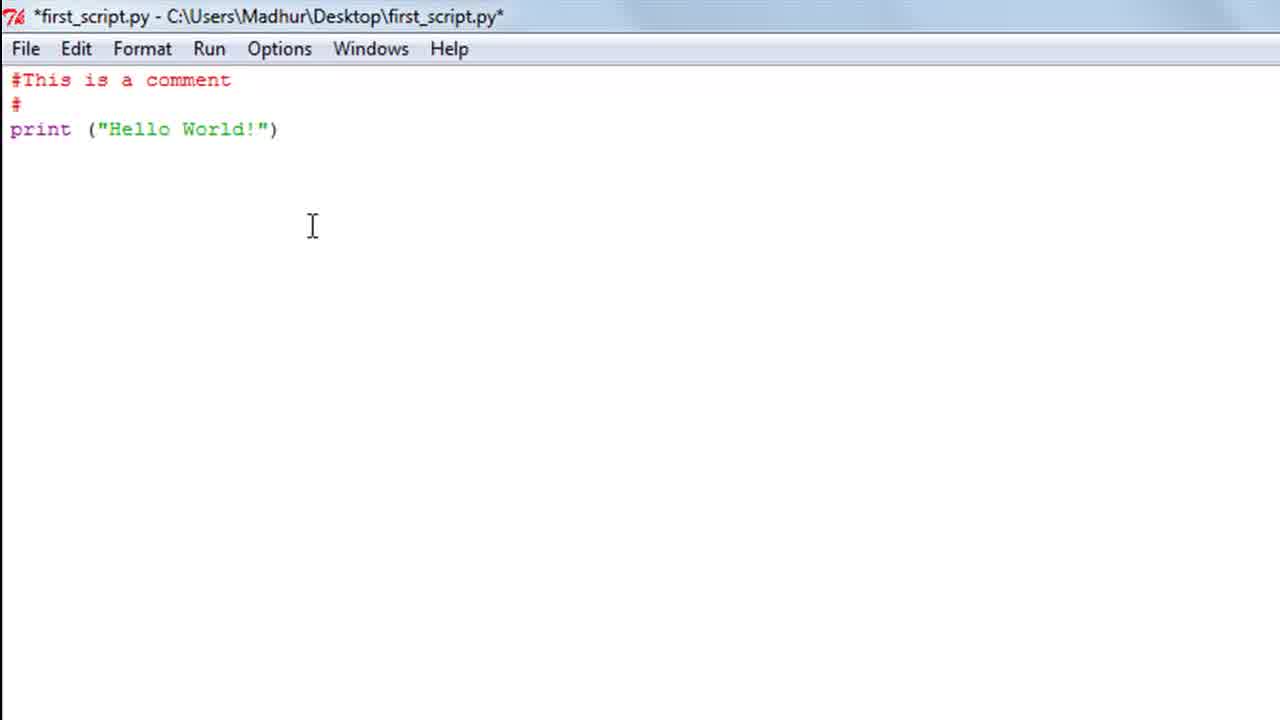 *first_script.py - C:\Users\Madhur\Desktop\first_script.py*
File Edit Format Run Options Windows Help
#This is a comment
#
print ("Hello World!")